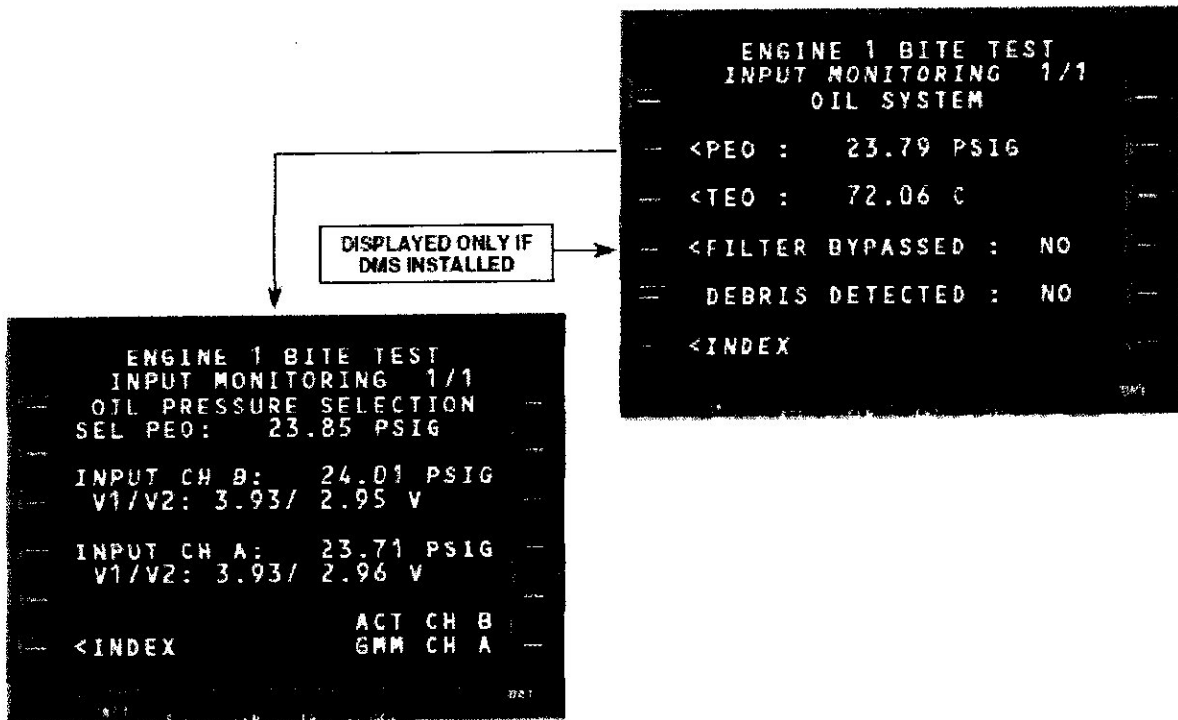 ENGINE 1 BITE TEST
INPUT MONITORING 1/1
OIL SYSTEM
<PEO : 23.79 PSIG
<TEO : 72.06 C
<FILTER BYPASSED : NO
DEBRIS DETECTED : NO
<INDEX
DISPLAYED ONLY IF
DMS INSTALLED
ENGINE 1 BITE TEST
INPUT MONITORING 1/1
OIL PRESSURE SELECTION
SEL PEO: 23.85 PSIG
INPUT CH B: 24.01 PSIG
V1/V2: 3.93/ 2.95 V
INPUT CH A: 23.71 PSIG
V1/V2: 3.93/ 2.96 V
ACT CH B
<INDEX GMM CH A